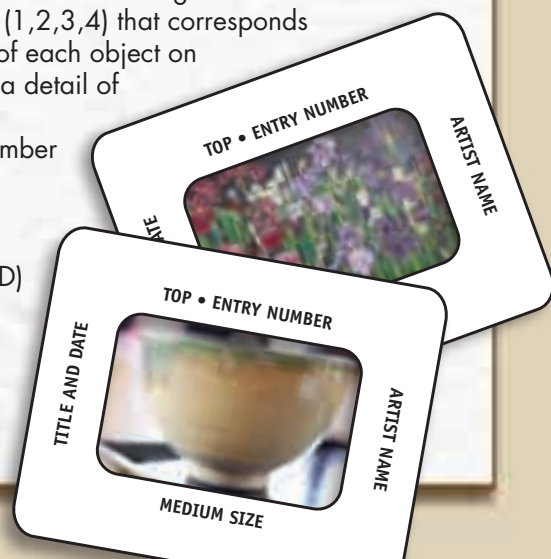 (1,2,3,4) that corresponds
of each object on
a detail of
mber
D)
TOP • ENTRY NUMBER
ARTIST NAME
ATE
TOP • ENTRY NUMBER
TITLE AND DATE
ARTIST NAME
MEDIUM SIZE